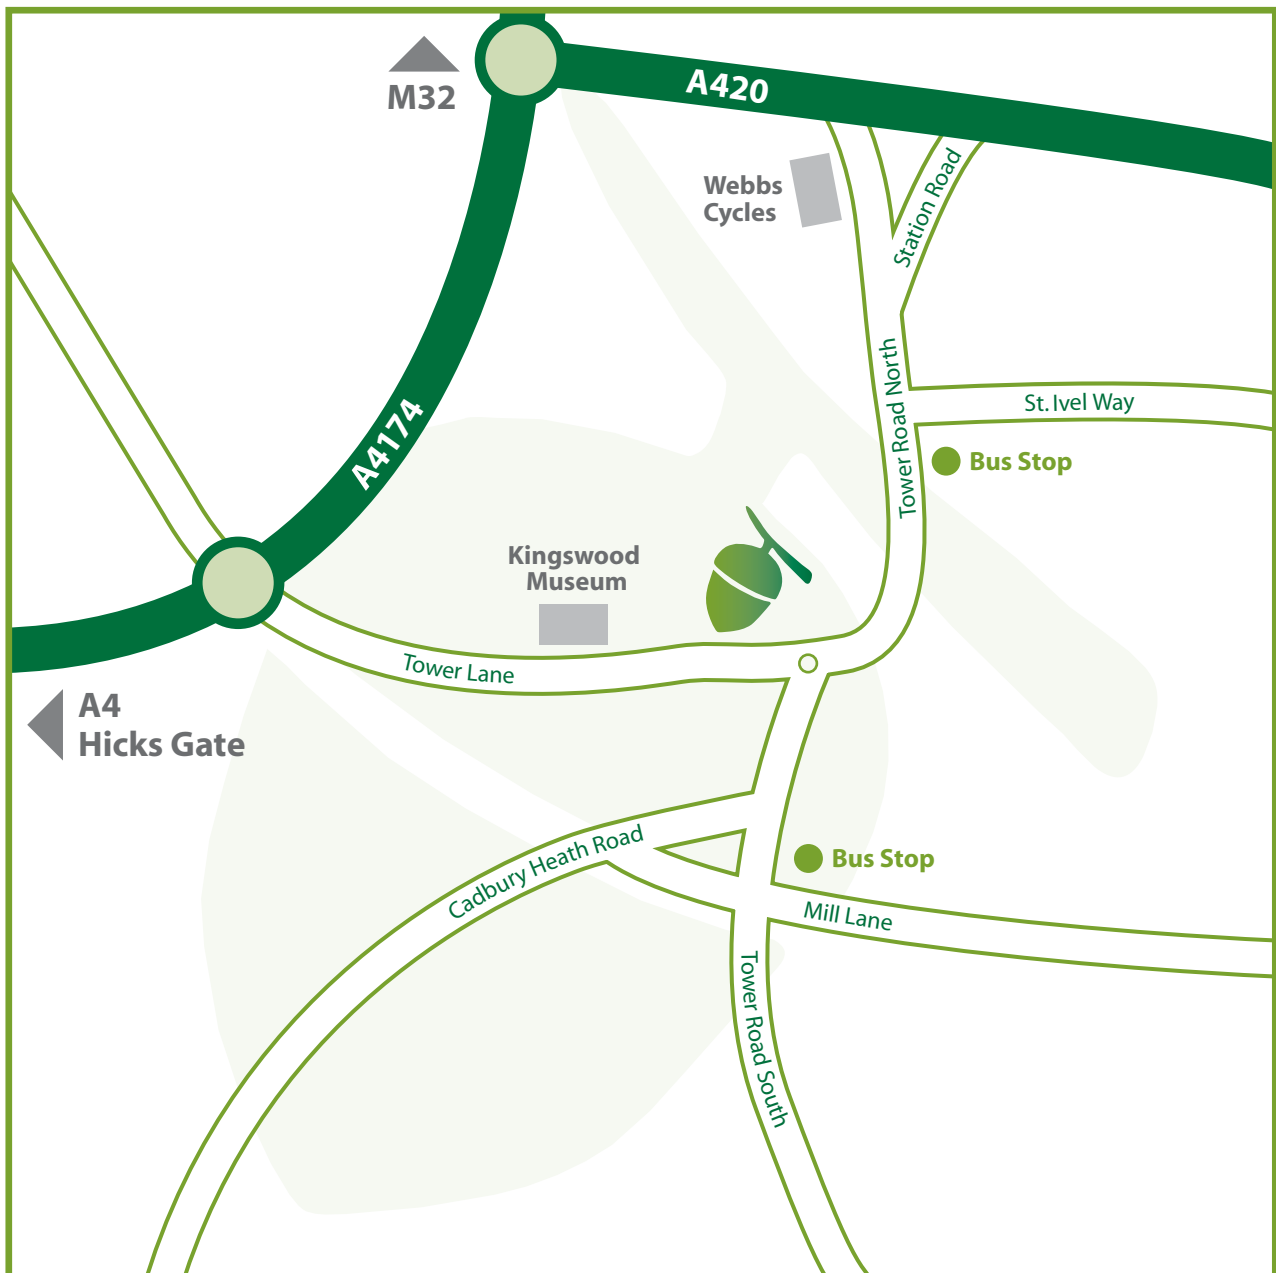 M32
A420
Webbs
Cycles
Station Road
Tower Road North
St. Ivel Way
A4174
Bus Stop
Kingswood
Museum
Tower Lane
A4
Hicks Gate
Cadbury Heath Road
Bus Stop
Mill Lane
Tower Road South